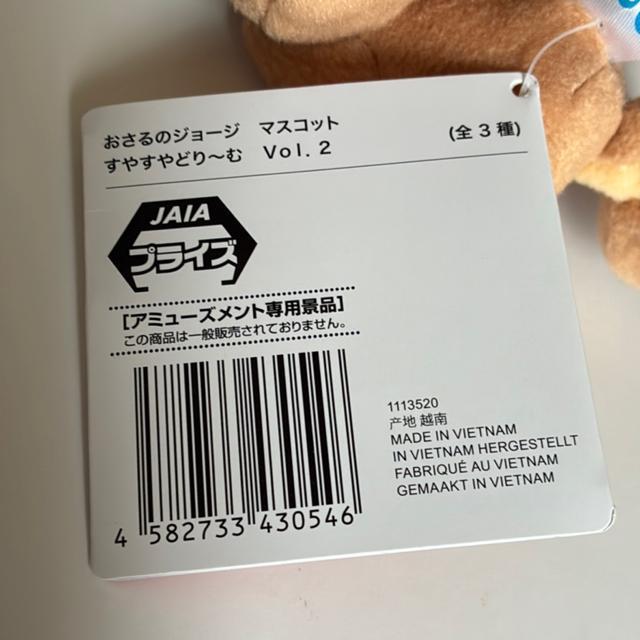 おさるのジョージ　マスコット
すやすやどり～む　Vol. 2
(全3種)
JAIA
プライズ
[アミューズメント専用景品]
この商品は一般販売されておりません。
4 582733 430546
1113520
产地 越南
MADE IN VIETNAM
IN VIETNAM HERGESTELLT
FABRIQUÉ AU VIETNAM
GEMAAKT IN VIETNAM